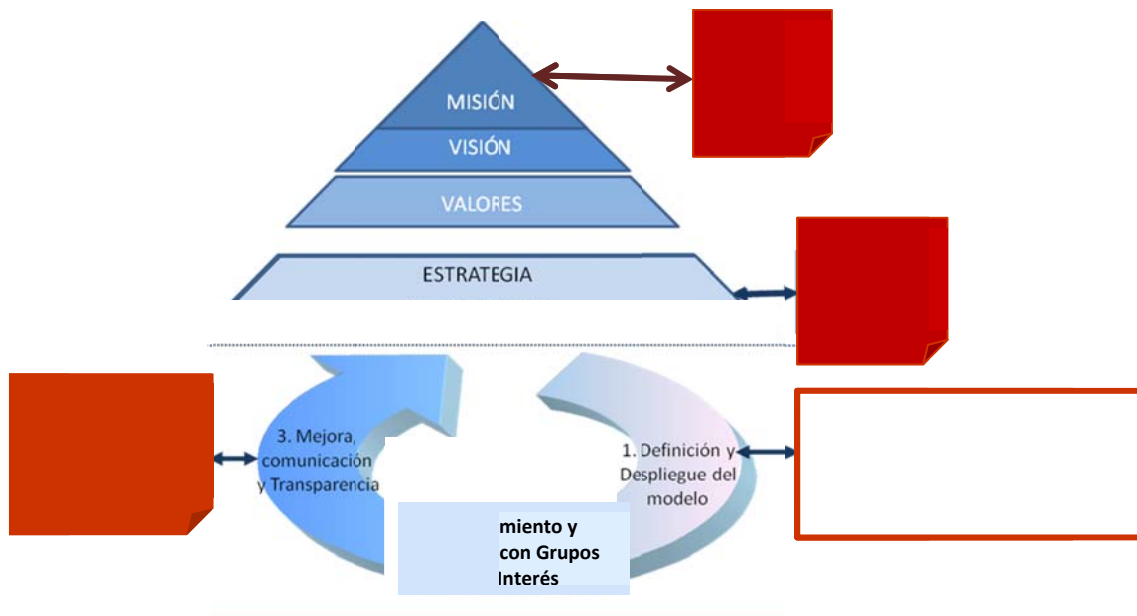 MISIÓN
VISIÓN
VALORES
ESTRATEGIA
3. Mejora,
comunicación
y Transparencia
1. Definición y
Despliegue del
modelo
miento y
con Grupos
Interés